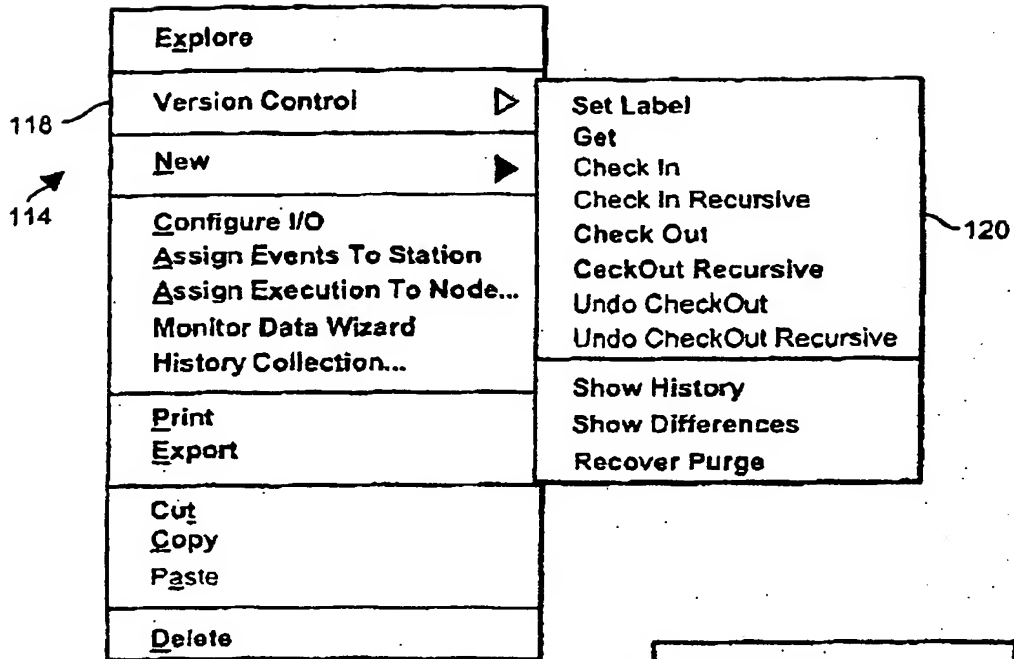 Explore
118
Version Control
114
New
Configure I/O
Assign Events To Station
Assign Execution To Node...
Monitor Data Wizard
History Collection...
Print
Export
Cut
Copy
Paste
Delete
Set Label
Get
Check In
Check In Recursive
Check Out
CeckOut Recursive
Undo CheckOut
Undo CheckOut Recursive
120
Show History
Show Differences
Recover Purge